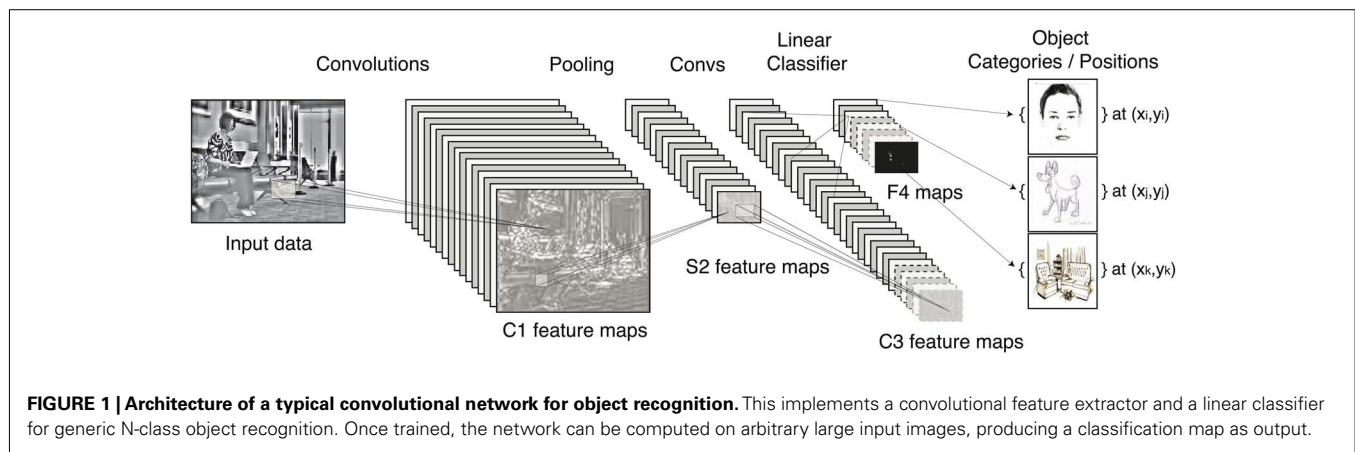 Convolutions
Pooling
Convs
Linear
Classifier
Object
Categories / Positions
{ } at (xi,yi)
{ } at (xj,yj)
{ } at (xk,yk)
Input data
C1 feature maps
S2 feature maps
C3 feature maps
F4 maps
FIGURE 1 | Architecture of a typical convolutional network for object recognition. This implements a convolutional feature extractor and a linear classifier
for generic N-class object recognition. Once trained, the network can be computed on arbitrary large input images, producing a classification map as output.